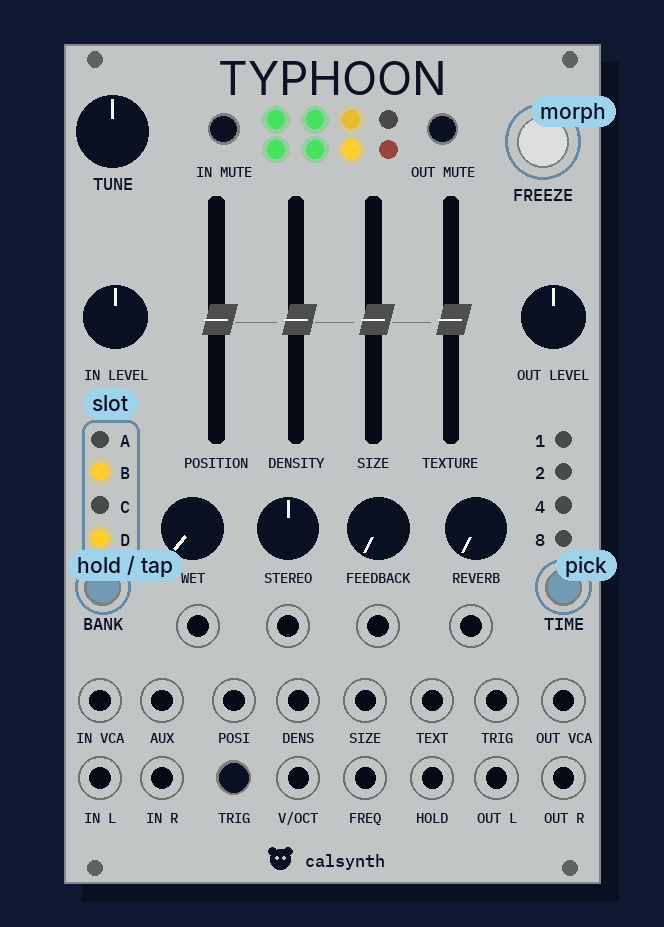 TYPHOON
morph
IN MUTE
OUT MUTE
TUNE
FREEZE
IN LEVEL
OUT LEVEL
slot
A
B
C
D
1
2
4
8
POSITION DENSITY SIZE TEXTURE
hold / tap
pick
WET STEREO FEEDBACK REVERB
BANK
TIME
IN VCA AUX POSI DENS SIZE TEXT TRIG OUT VCA
IN L IN R TRIG V/OCT FREQ HOLD OUT L OUT R
calsynth